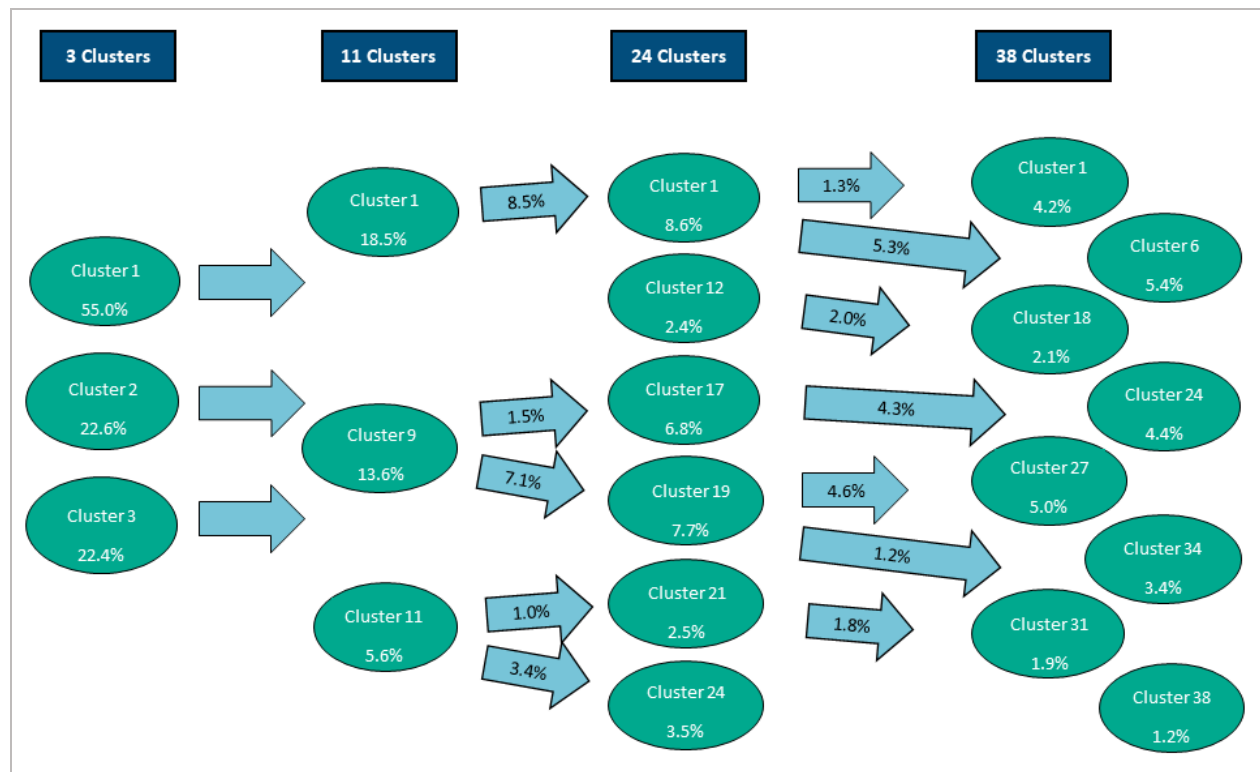 3 Clusters
11 Clusters
24 Clusters
38 Clusters
Cluster 1
55.0%
Cluster 2
22.6%
Cluster 3
22.4%
Cluster 1
18.5%
Cluster 9
13.6%
Cluster 11
5.6%
8.5%
1.5%
7.1%
1.0%
3.4%
Cluster 1
8.6%
Cluster 12
2.4%
Cluster 17
6.8%
Cluster 19
7.7%
Cluster 21
2.5%
Cluster 24
3.5%
1.3%
5.3%
2.0%
4.3%
4.6%
1.2%
1.8%
Cluster 1
4.2%
Cluster 6
5.4%
Cluster 18
2.1%
Cluster 24
4.4%
Cluster 27
5.0%
Cluster 34
3.4%
Cluster 31
1.9%
Cluster 38
1.2%